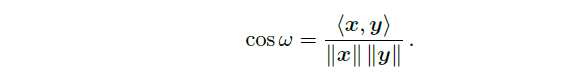 cos ω = ⟨x, y⟩ / ‖x‖ ‖y‖ .